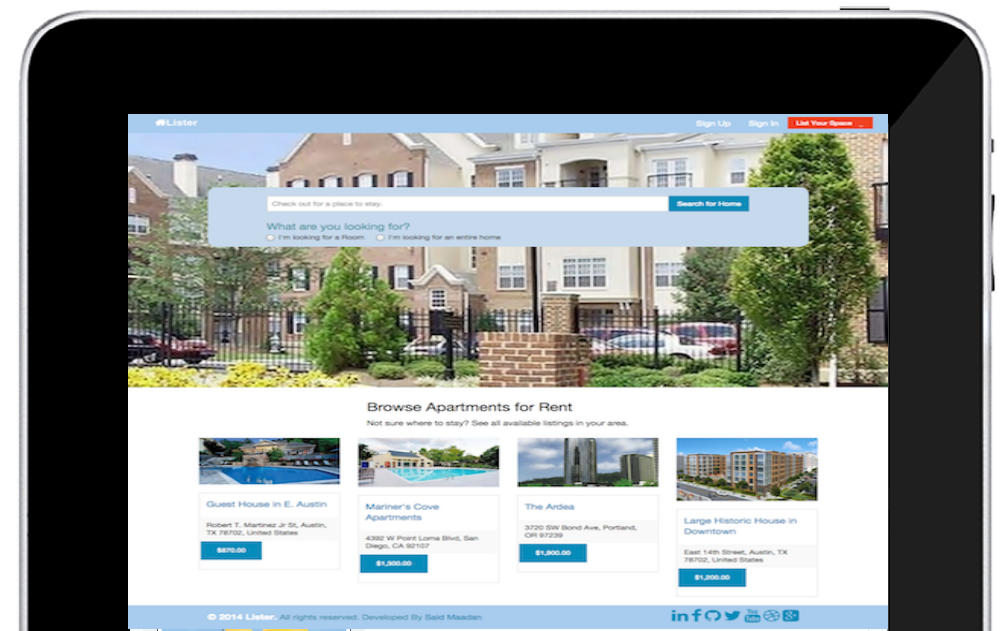 Lister
Sign Up Sign In List Your Space
Check out for a place to stay. Search for Home
What are you looking for?
I'm looking for a Room I'm looking for an entire home
Browse Apartments for Rent
Not sure where to stay? See all available listings in your area.
Guest House in E. Austin
Robert T. Martinez Jr St, Austin,
TX 78702, United States
$870.00
Mariner's Cove
Apartments
4392 W Point Loma Blvd, San
Diego, CA 92107
$1,300.00
The Ardea
3720 SW Bond Ave, Portland,
OR 97239
$1,900.00
Large Historic House in
Downtown
East 14th Street, Austin, TX
78702, United States
$1,200.00
© 2014 Lister. All rights reserved. Developed By Said Maadan
in f You Tube